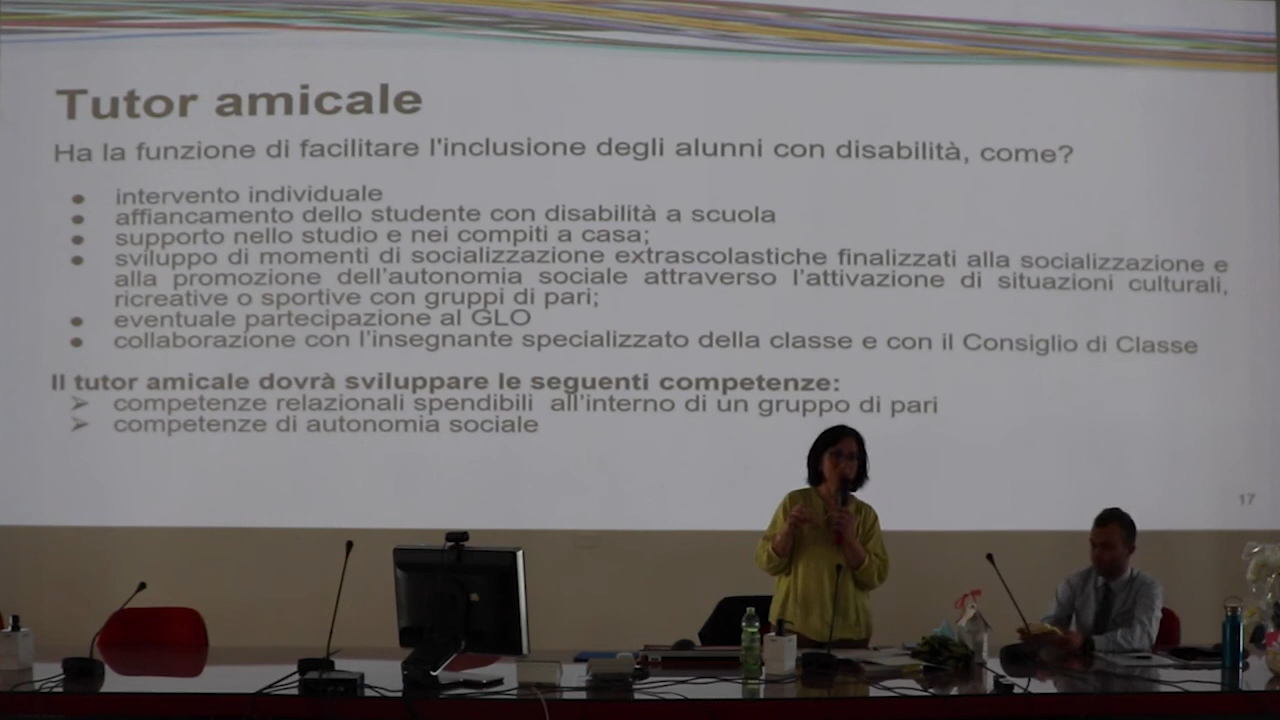 Tutor amicale
Ha la funzione di facilitare l'inclusione degli alunni con disabilità, come?
● intervento individuale
● affiancamento dello studente con disabilità a scuola
● supporto nello studio e nei compiti a casa;
● sviluppo di momenti di socializzazione extrascolastiche finalizzati alla socializzazione e
alla promozione dell'autonomia sociale attraverso l'attivazione di situazioni culturali,
ricreative o sportive con gruppi di pari;
● eventuale partecipazione al GLO
● collaborazione con l'insegnante specializzato della classe e con il Consiglio di Classe
Il tutor amicale dovrà sviluppare le seguenti competenze:
➢ competenze relazionali spendibili all'interno di un gruppo di pari
➢ competenze di autonomia sociale
17